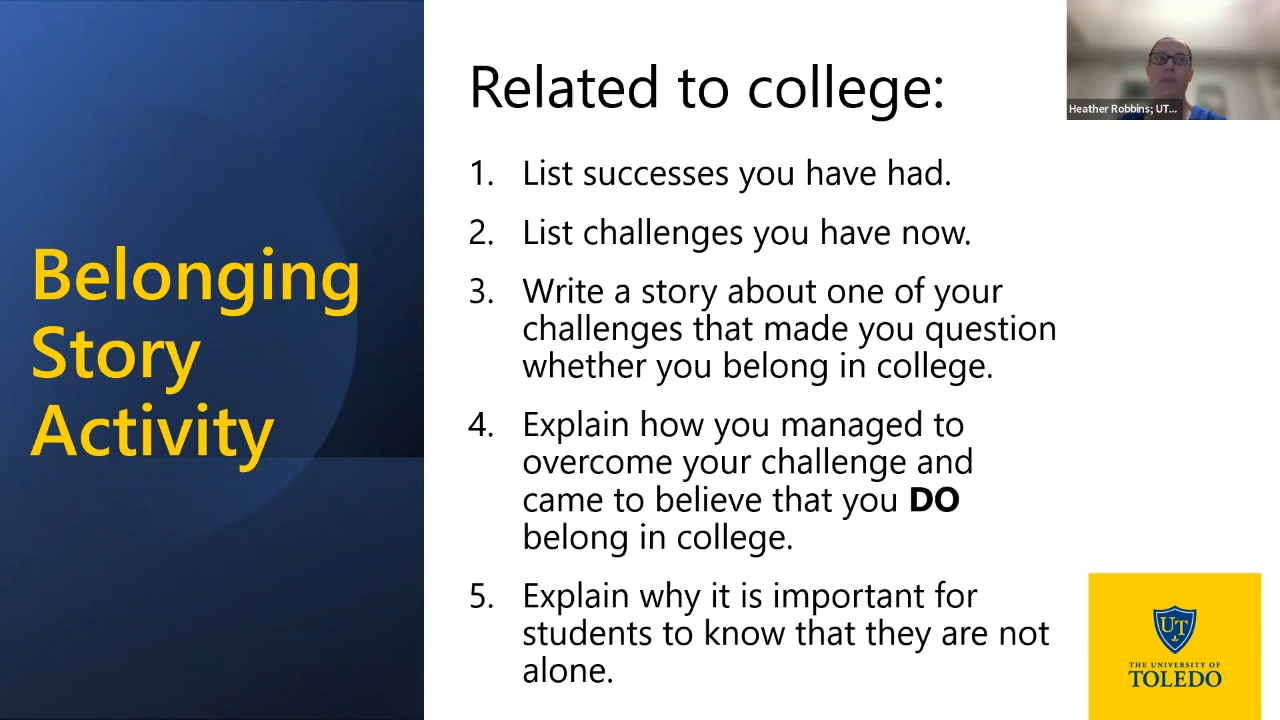 Belonging
Story
Activity
Related to college:
1. List successes you have had.
2. List challenges you have now.
3. Write a story about one of your
challenges that made you question
whether you belong in college.
4. Explain how you managed to
overcome your challenge and
came to believe that you DO
belong in college.
5. Explain why it is important for
students to know that they are not
alone.
Heather Robbins; UT...
UT
THE UNIVERSITY OF
TOLEDO